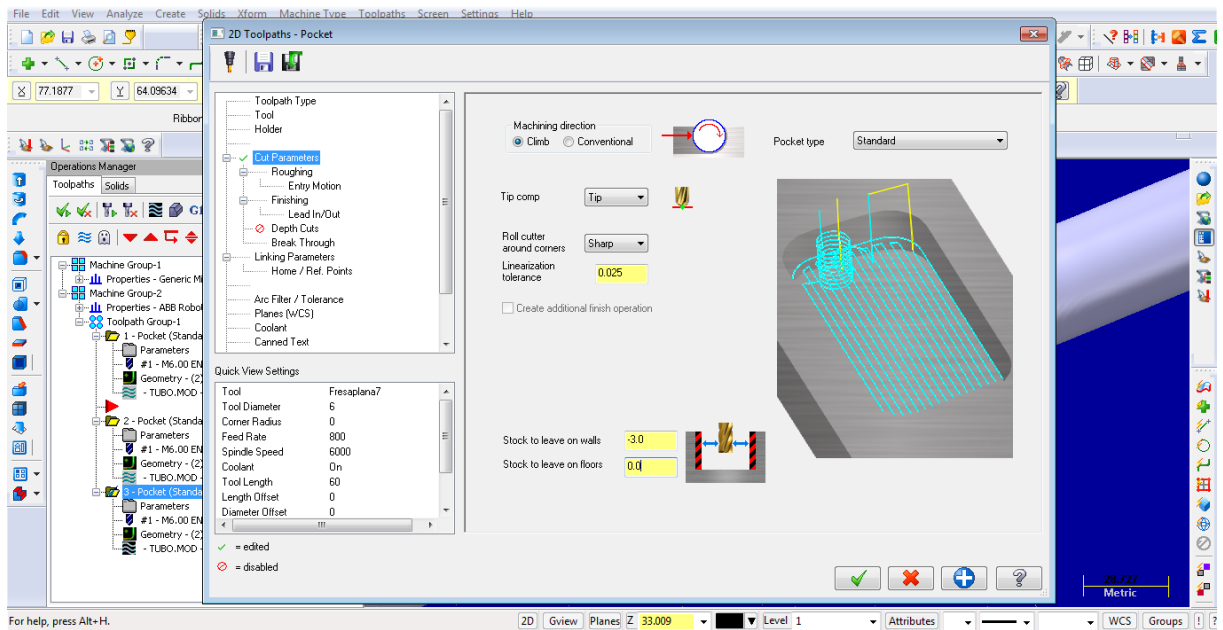 File Edit View Analyze Create Solids Xform Machine Type Toolpaths Screen Settings Help
2D Toolpaths - Pocket
X 77.1877 Y 64.09634
Ribbor
Operations Manager
Toolpaths Solids
G1
Machine Group-1
Properties - Generic Mi
Machine Group-2
Properties - ABB Robot
Toolpath Group-1
1 - Pocket (Standa
Parameters
#1 - M6.00 EN
Geometry - (2)
- TUBO.MOD -
2 - Pocket (Standa
Parameters
#1 - M6.00 EN
Geometry - (2)
- TUBO.MOD -
3 - Pocket (Standa
Parameters
#1 - M6.00 EN
Geometry - (2)
- TUBO.MOD -
Toolpath Type
Tool
Holder
Cut Parameters
Roughing
Entry Motion
Finishing
Lead In/Out
Depth Cuts
Break Through
Linking Parameters
Home / Ref. Points
Arc Filter / Tolerance
Planes (WCS)
Coolant
Canned Text
Quick View Settings
Tool Fresaplana7
Tool Diameter 6
Corner Radius 0
Feed Rate 800
Spindle Speed 6000
Coolant On
Tool Length 60
Length Offset 0
Diameter Offset 0
= edited
= disabled
Machining direction
Climb Conventional
Pocket type Standard
Tip comp Tip
Roll cutter
around corners Sharp
Linearization
tolerance 0.025
Create additional finish operation
Stock to leave on walls -3.0
Stock to leave on floors 0.0
Metric
For help, press Alt+H.
2D Gview Planes Z 33.009 Level 1 Attributes WCS Groups ! ?